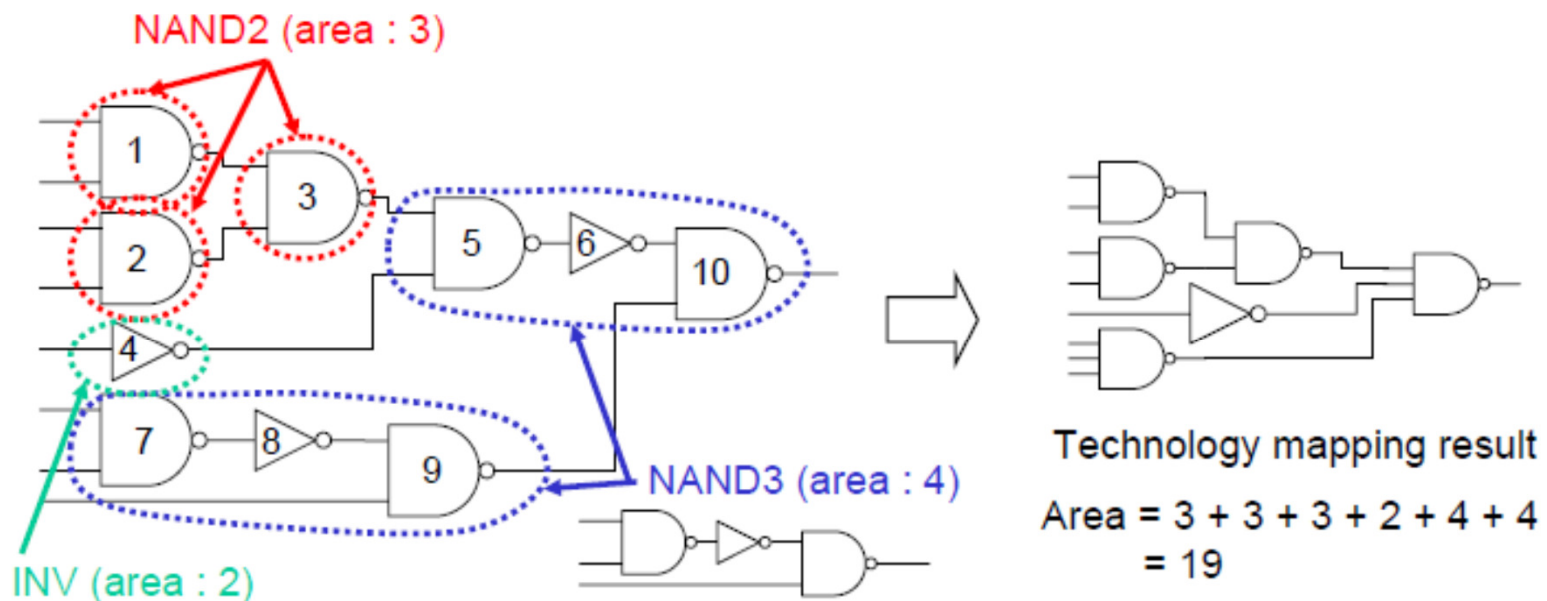 NAND2 (area : 3)
1
3
2
5
6
10
4
7
8
9
NAND3 (area : 4)
INV (area : 2)
Technology mapping result
Area = 3 + 3 + 3 + 2 + 4 + 4
= 19